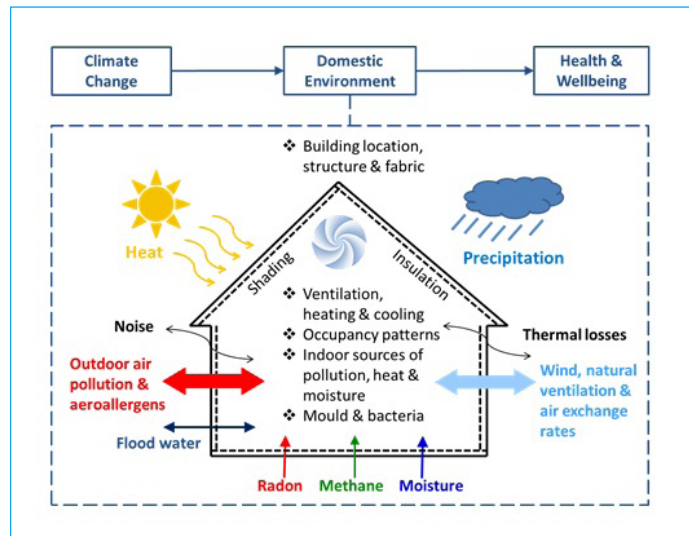 Climate
Change
Domestic
Environment
Health &
Wellbeing
❖ Building location,
structure & fabric
Heat
Precipitation
Shading
Insulation
❖ Ventilation,
heating & cooling
❖ Occupancy patterns
❖ Indoor sources of
pollution, heat &
moisture
❖ Mould & bacteria
Noise
Thermal losses
Outdoor air
pollution &
aeroallergens
Wind, natural
ventilation &
air exchange
rates
Flood water
Radon
Methane
Moisture